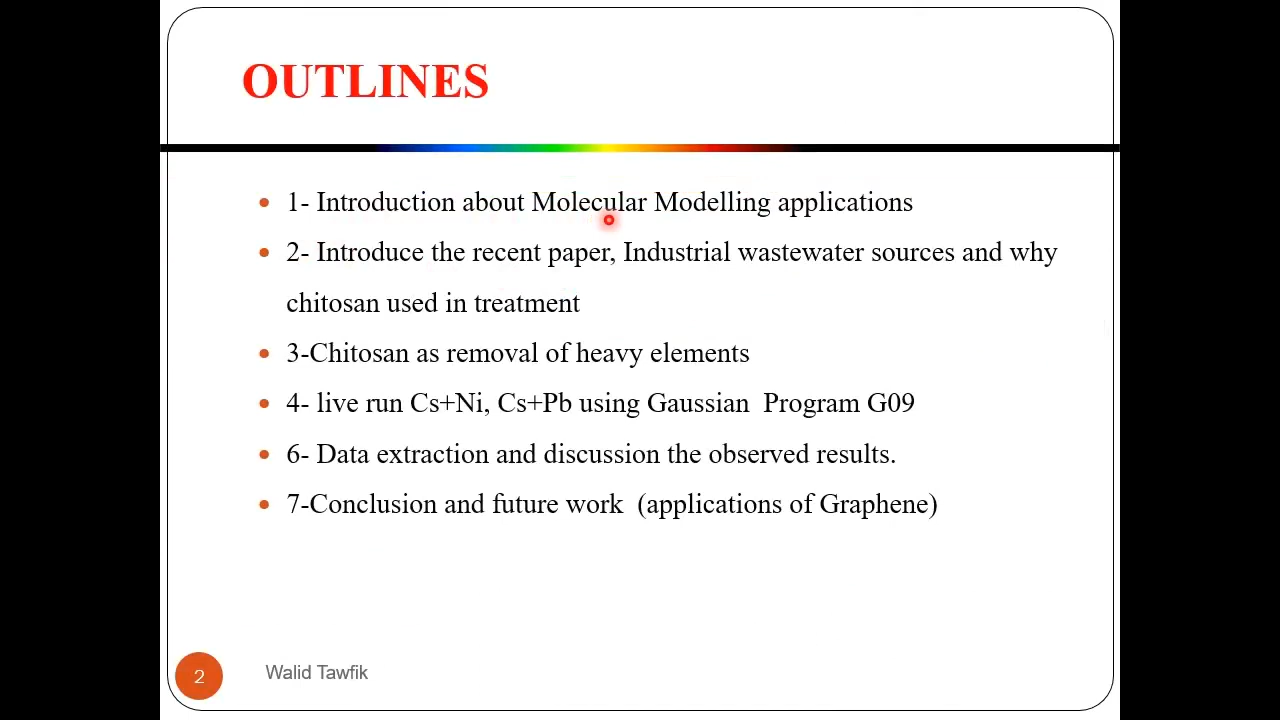 OUTLINES
1- Introduction about Molecular Modelling applications
2- Introduce the recent paper, Industrial wastewater sources and why
chitosan used in treatment
3-Chitosan as removal of heavy elements
4- live run Cs+Ni, Cs+Pb using Gaussian  Program G09
6- Data extraction and discussion the observed results.
7-Conclusion and future work  (applications of Graphene)
2
Walid Tawfik